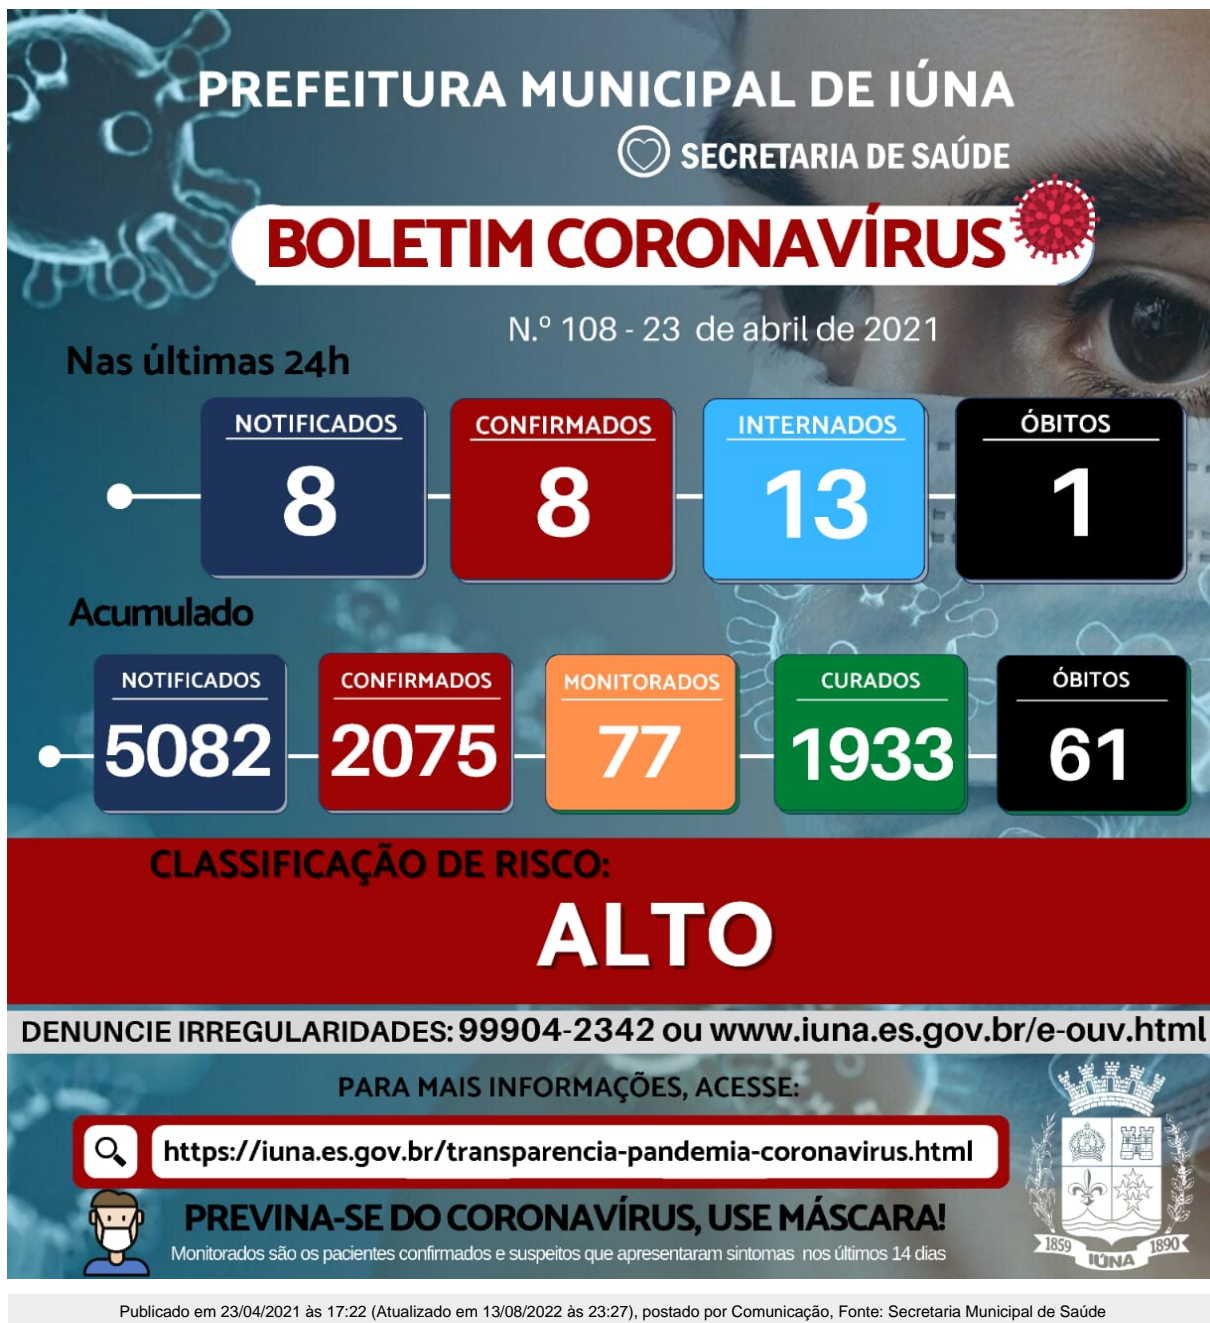 PREFEITURA MUNICIPAL DE IÚNA
SECRETARIA DE SAÚDE
BOLETIM CORONAVÍRUS
N.º 108 - 23 de abril de 2021
Nas últimas 24h
NOTIFICADOS
8
CONFIRMADOS
8
INTERNADOS
13
ÓBITOS
1
Acumulado
NOTIFICADOS
5082
CONFIRMADOS
2075
MONITORADOS
77
CURADOS
1933
ÓBITOS
61
CLASSIFICAÇÃO DE RISCO:
ALTO
DENUNCIE IRREGULARIDADES: 99904-2342 ou www.iuna.es.gov.br/e-ouv.html
PARA MAIS INFORMAÇÕES, ACESSE:
https://iuna.es.gov.br/transparencia-pandemia-coronavirus.html
PREVINA-SE DO CORONAVÍRUS, USE MÁSCARA!
Monitorados são os pacientes confirmados e suspeitos que apresentaram sintomas nos últimos 14 dias
1859 IÚNA 1890
Publicado em 23/04/2021 às 17:22 (Atualizado em 13/08/2022 às 23:27), postado por Comunicação, Fonte: Secretaria Municipal de Saúde